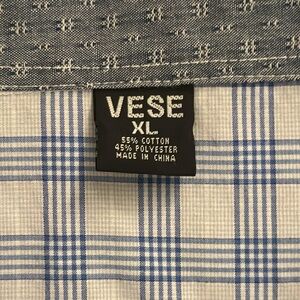 VESE
XL
55% COTTON
45% POLYESTER
MADE IN CHINA